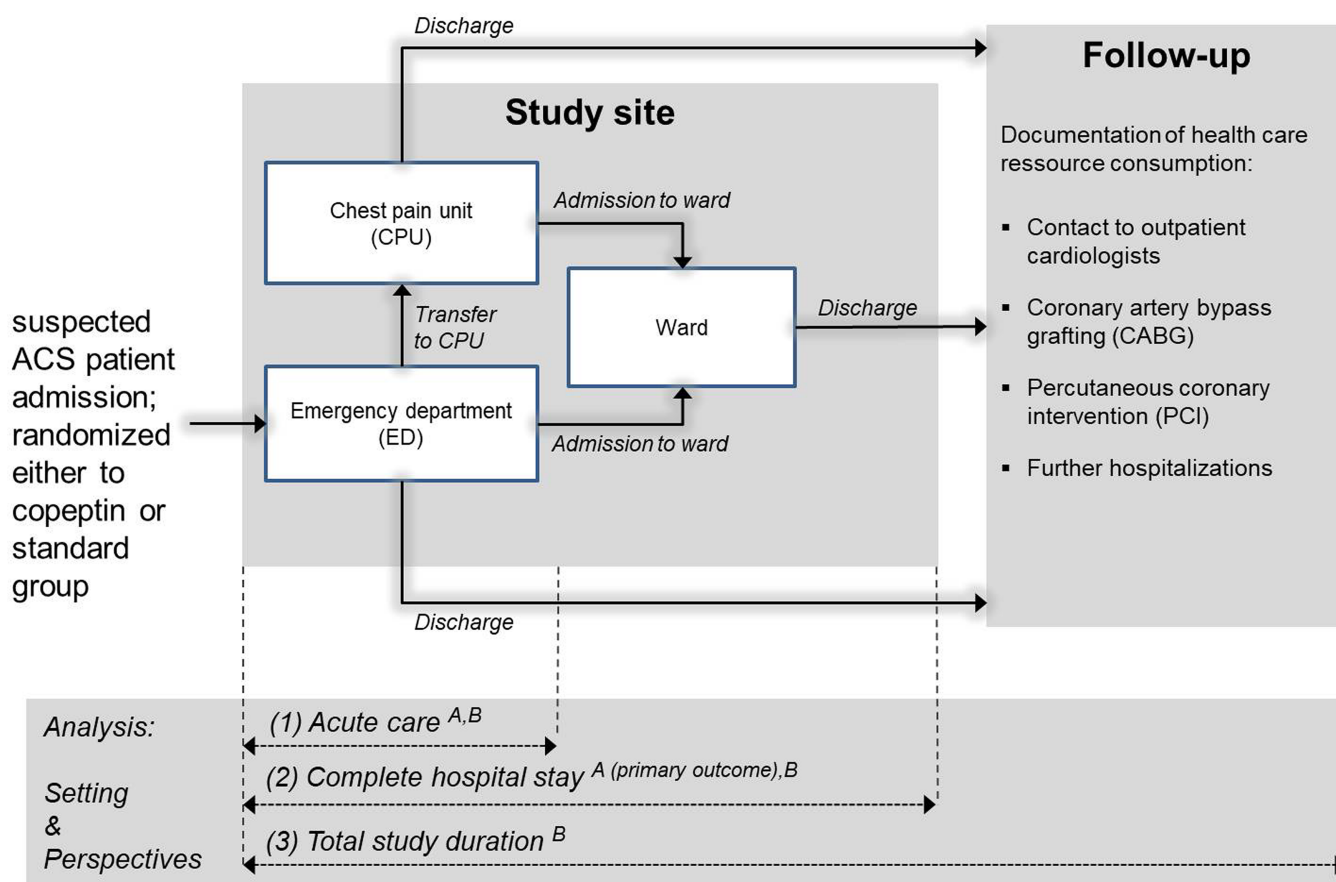 Discharge
Follow-up
Study site
Documentation of health care
ressource consumption:
Chest pain unit
(CPU)
Admission to ward
▪ Contact to outpatient
cardiologists
▪ Coronary artery bypass
grafting (CABG)
▪ Percutaneous coronary
intervention (PCI)
▪ Further hospitalizations
Transfer
to CPU
Ward
Discharge
suspected
ACS patient
admission;
randomized
either to
copeptin or
standard
group
Emergency department
(ED)
Admission to ward
Discharge
Analysis:
(1) Acute care A,B
(2) Complete hospital stay A (primary outcome),B
Setting
&
Perspectives
(3) Total study duration B